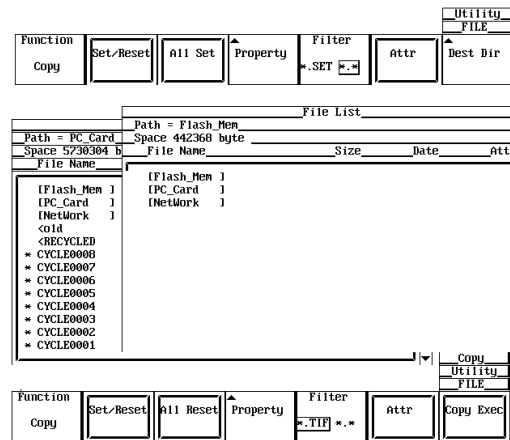 Utility
FILE
Function
Copy
Set/Reset
All Set
Property
Filter
*.SET *.*
Attr
Dest Dir
File List
Path = Flash_Mem
Space 442368 byte
File Name Size Date Att
[Flash_Mem ]
[PC_Card ]
[NetWork ]
Path = PC_Card
Space 5730304 b
File Name
[Flash_Mem ]
[PC_Card ]
[NetWork ]
<old
<RECYCLED
* CYCLE0008
* CYCLE0007
* CYCLE0006
* CYCLE0005
* CYCLE0004
* CYCLE0003
* CYCLE0002
* CYCLE0001
Copy
Utility
FILE
Function
Copy
Set/Reset
All Reset
Property
Filter
*.TIF *.*
Attr
Copy Exec